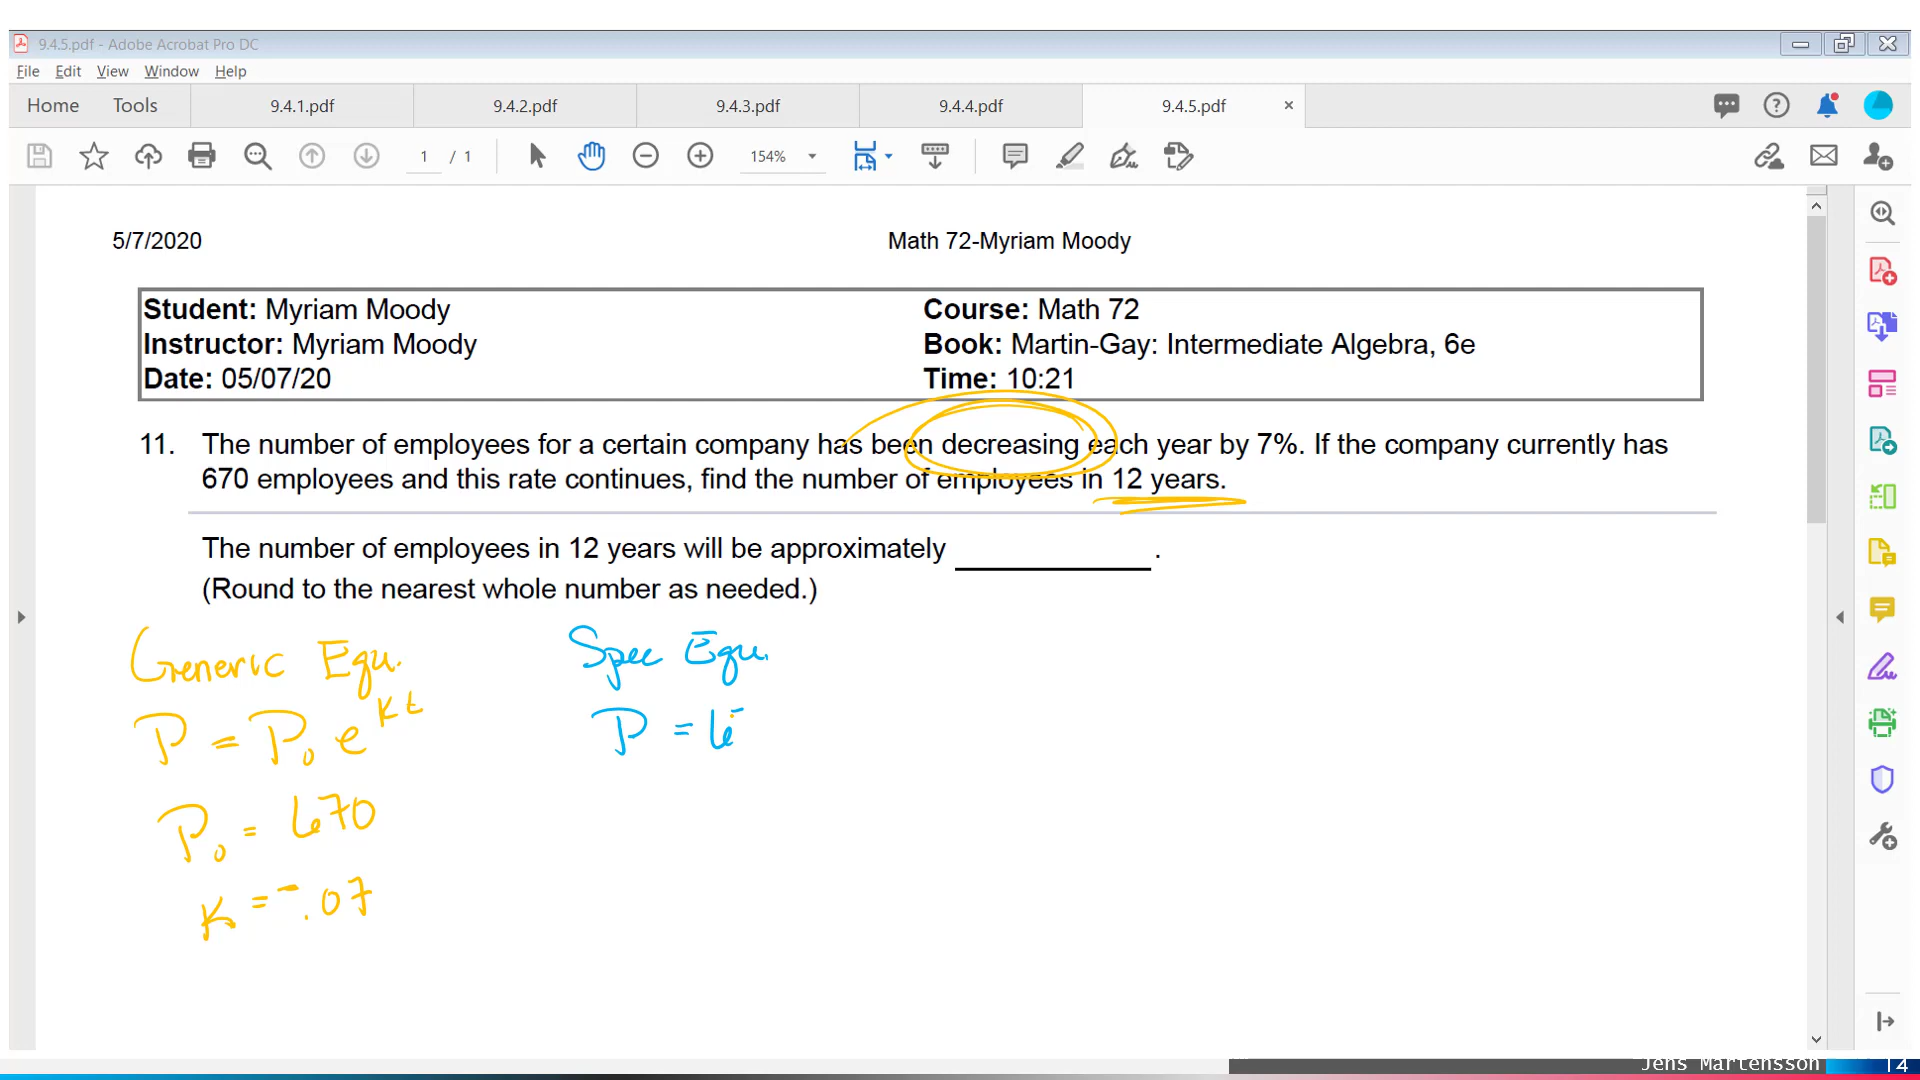 9.4.5.pdf - Adobe Acrobat Pro DC
File Edit View Window Help
Home Tools 9.4.1.pdf 9.4.2.pdf 9.4.3.pdf 9.4.4.pdf 9.4.5.pdf ×
1 / 1 154%
5/7/2020 Math 72-Myriam Moody
Student: Myriam Moody Course: Math 72
Instructor: Myriam Moody Book: Martin-Gay: Intermediate Algebra, 6e
Date: 05/07/20 Time: 10:21
11. The number of employees for a certain company has been decreasing each year by 7%. If the company currently has
670 employees and this rate continues, find the number of employees in 12 years.
The number of employees in 12 years will be approximately ____________.
(Round to the nearest whole number as needed.)
Generic Equ. Spec Equ.
P = P₀ e^kt P = 6
P₀ = 670
K = -.07
Jens Martensson 14